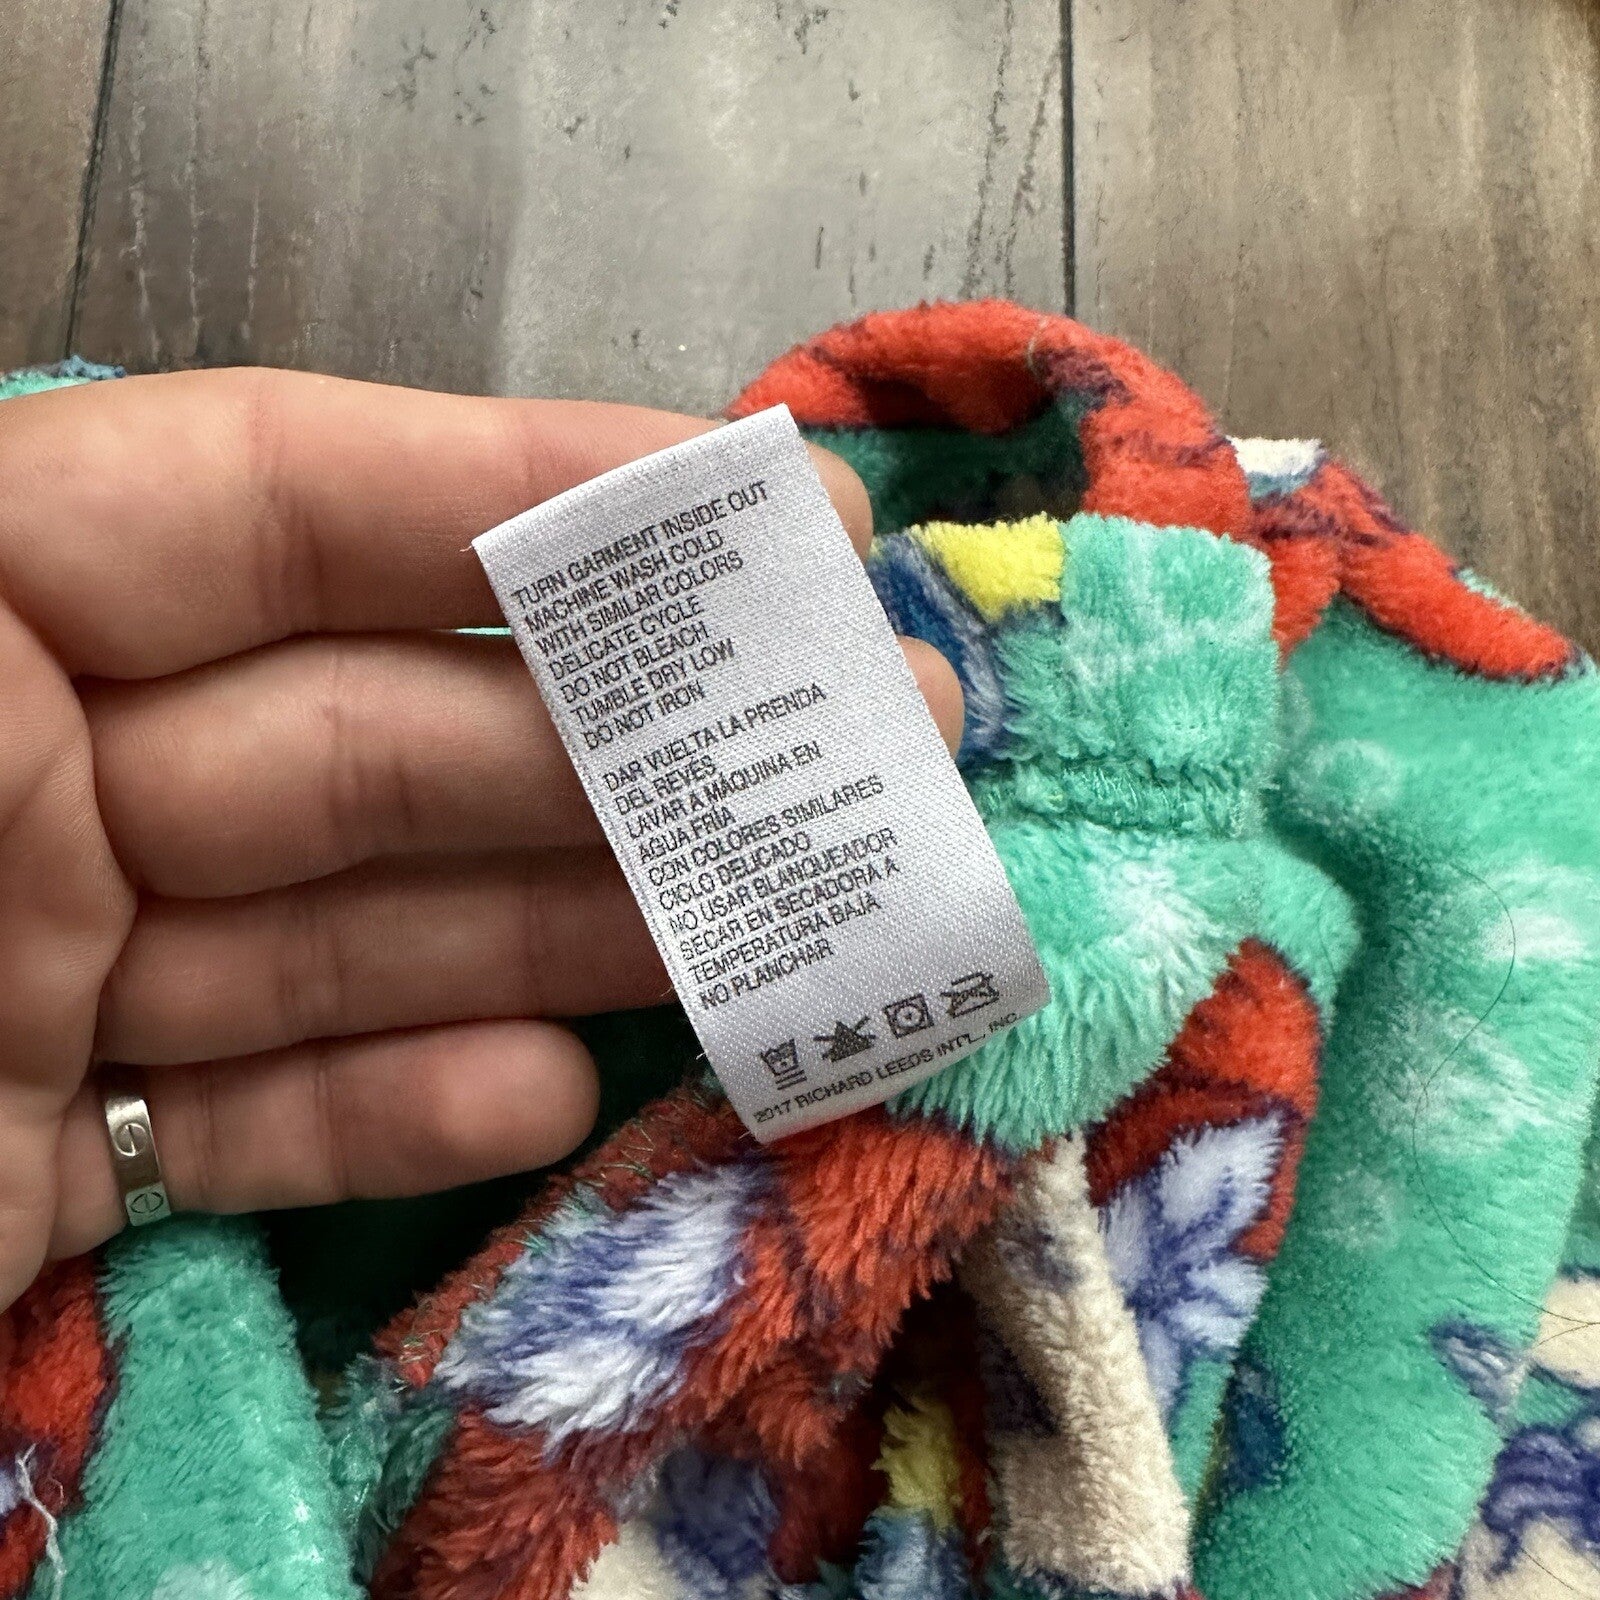 TURN GARMENT INSIDE OUT
MACHINE WASH COLD
WITH SIMILAR COLORS
DELICATE CYCLE
DO NOT BLEACH
TUMBLE DRY LOW
DO NOT IRON
DAR VUELTA LA PRENDA
DEL REVÉS
LAVAR A MÁQUINA EN
AGUA FRÍA
CON COLORES SIMILARES
CICLO DELICADO
NO USAR BLANQUEADOR
SECAR EN SECADORA A
TEMPERATURA BAJA
NO PLANCHAR
2017 RICHARD LEEDS INT'L., INC.